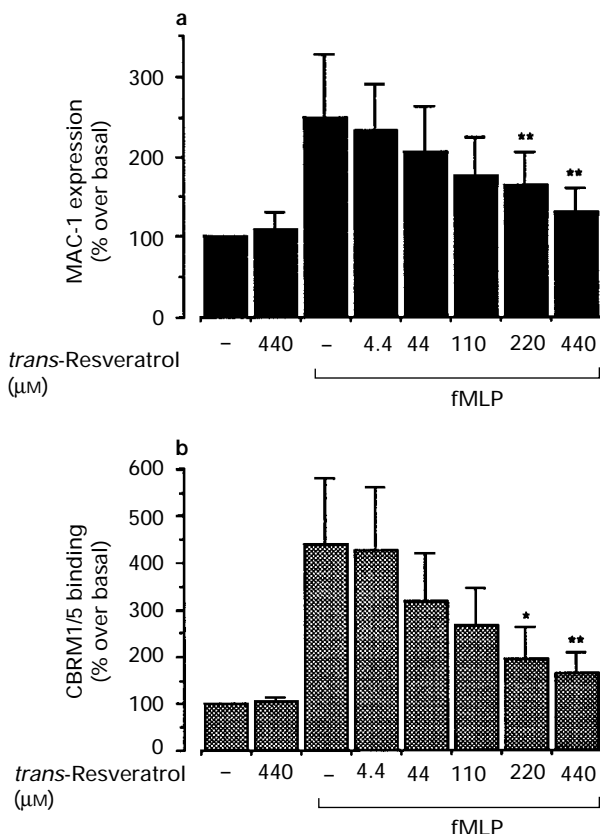 a
MAC-1 expression
(% over basal)
300
200
100
0
– 440 – 4.4 44 110 220 440
** **
trans-Resveratrol
(µM)
fMLP
b
CBRM1/5 binding
(% over basal)
600
500
400
300
200
100
0
* **
– 440 – 4.4 44 110 220 440
trans-Resveratrol
(µM)
fMLP